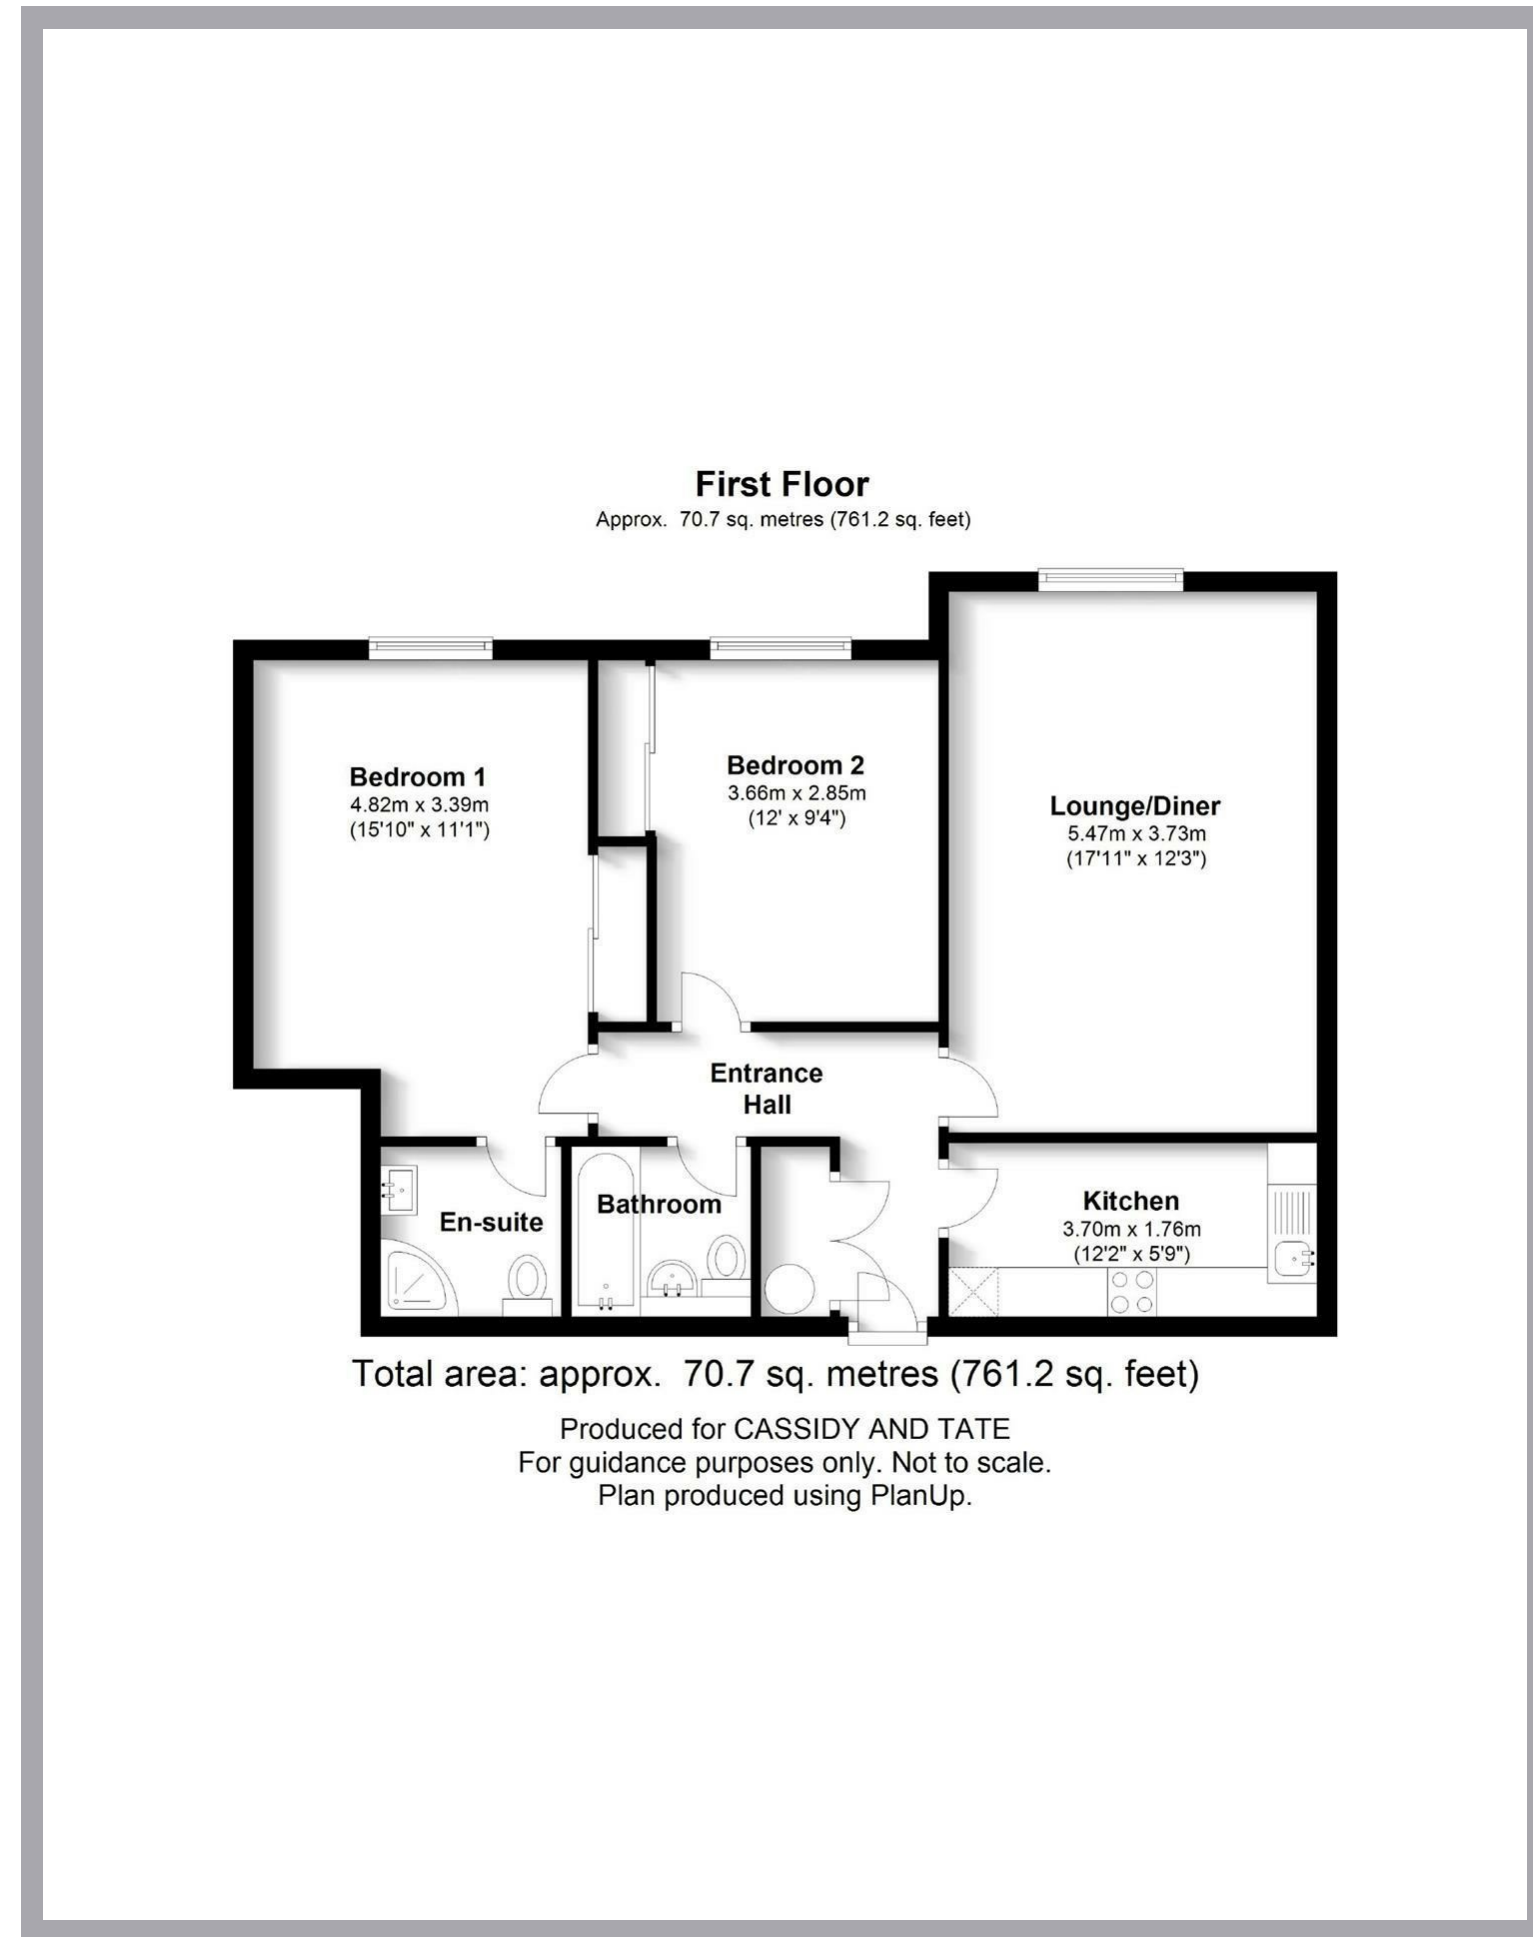 First Floor
Approx. 70.7 sq. metres (761.2 sq. feet)
Bedroom 1
4.82m x 3.39m
(15'10" x 11'1")
Bedroom 2
3.66m x 2.85m
(12' x 9'4")
Lounge/Diner
5.47m x 3.73m
(17'11" x 12'3")
Entrance
Hall
En-suite
Bathroom
Kitchen
3.70m x 1.76m
(12'2" x 5'9")
Total area: approx. 70.7 sq. metres (761.2 sq. feet)
Produced for CASSIDY AND TATE
For guidance purposes only. Not to scale.
Plan produced using PlanUp.